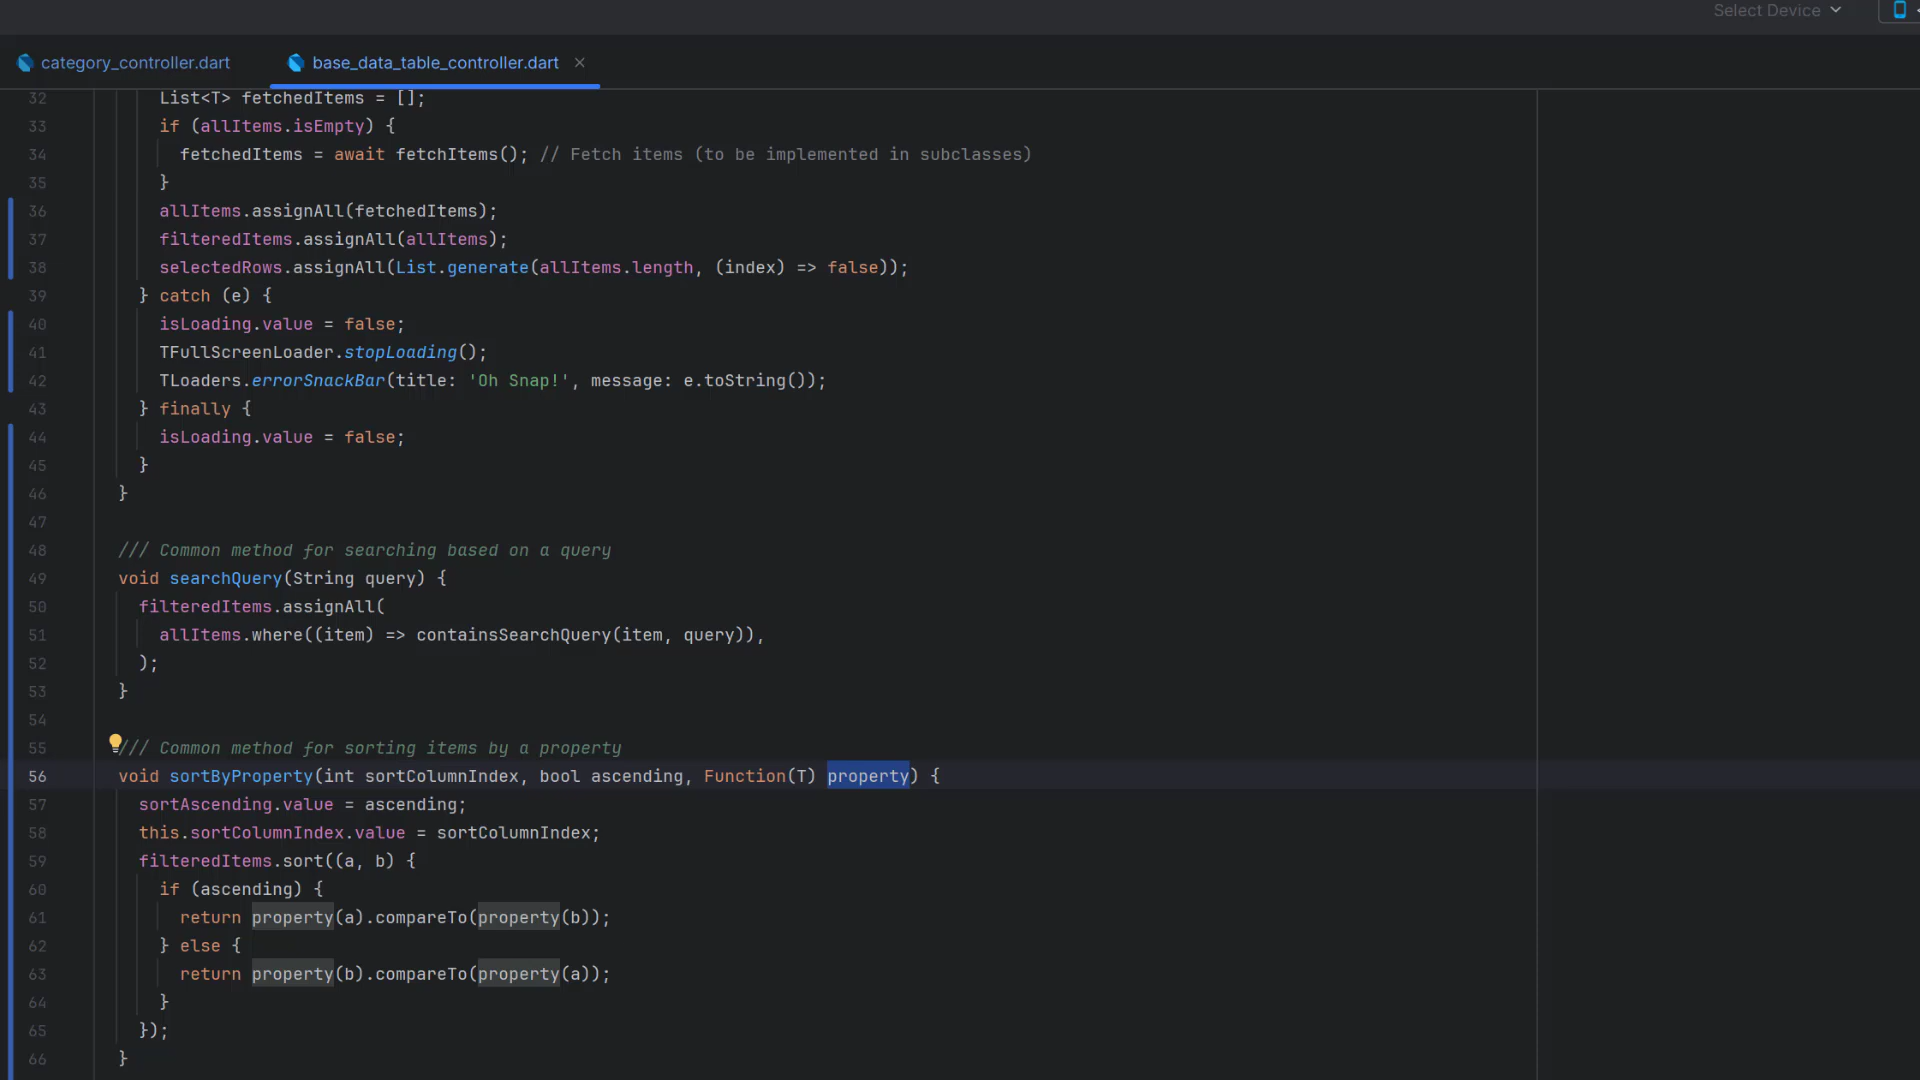 Select Device
category_controller.dart
base_data_table_controller.dart
32 List<T> fetchedItems = [];
33 if (allItems.isEmpty) {
34 fetchedItems = await fetchItems(); // Fetch items (to be implemented in subclasses)
35 }
36 allItems.assignAll(fetchedItems);
37 filteredItems.assignAll(allItems);
38 selectedRows.assignAll(List.generate(allItems.length, (index) => false));
39 } catch (e) {
40 isLoading.value = false;
41 TFullScreenLoader.stopLoading();
42 TLoaders.errorSnackBar(title: 'Oh Snap!', message: e.toString());
43 } finally {
44 isLoading.value = false;
45 }
46 }
47
48 /// Common method for searching based on a query
49 void searchQuery(String query) {
50 filteredItems.assignAll(
51 allItems.where((item) => containsSearchQuery(item, query)),
52 );
53 }
54
55 /// Common method for sorting items by a property
56 void sortByProperty(int sortColumnIndex, bool ascending, Function(T) property) {
57 sortAscending.value = ascending;
58 this.sortColumnIndex.value = sortColumnIndex;
59 filteredItems.sort((a, b) {
60 if (ascending) {
61 return property(a).compareTo(property(b));
62 } else {
63 return property(b).compareTo(property(a));
64 }
65 });
66 }